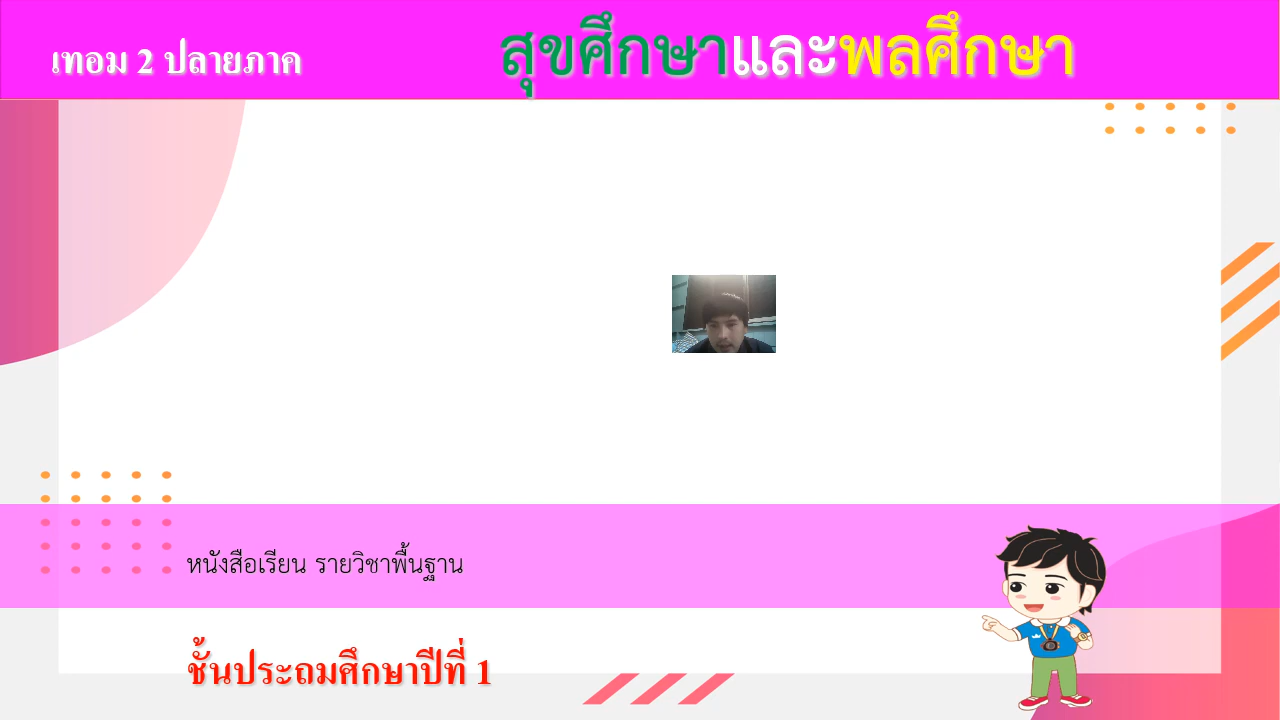 เทอม 2 ปลายภาค
สุขศึกษาและพลศึกษา
หนังสือเรียน รายวิชาพื้นฐาน
ชั้นประถมศึกษาปีที่ 1